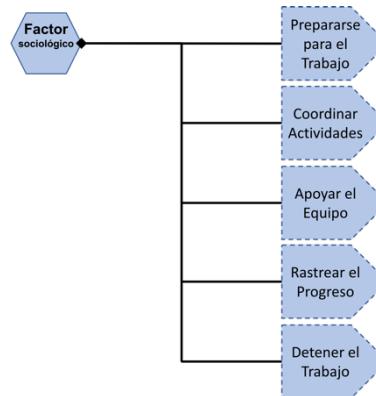 Factor
sociológico
Prepararse
para el
Trabajo
Coordinar
Actividades
Apoyar el
Equipo
Rastrear el
Progreso
Detener el
Trabajo